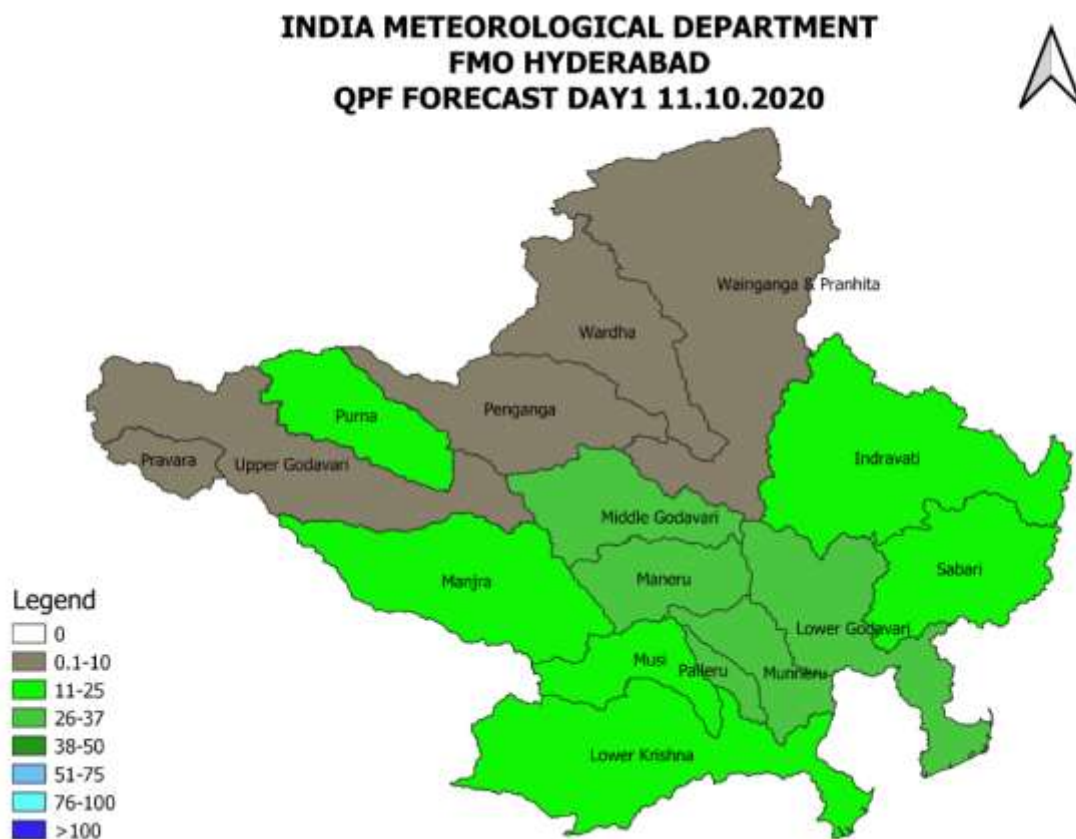 INDIA METEOROLOGICAL DEPARTMENT
FMO HYDERABAD
QPF FORECAST DAY1 11.10.2020
Wainganga & Pranhita
Wardha
Penganga
Purna
Pravara
Upper Godavari
Indravati
Middle Godavari
Manjra
Maneru
Sabari
Lower Godavari
Musi
Palleru
Munneru
Lower Krishna
Legend
0
0.1-10
11-25
26-37
38-50
51-75
76-100
>100